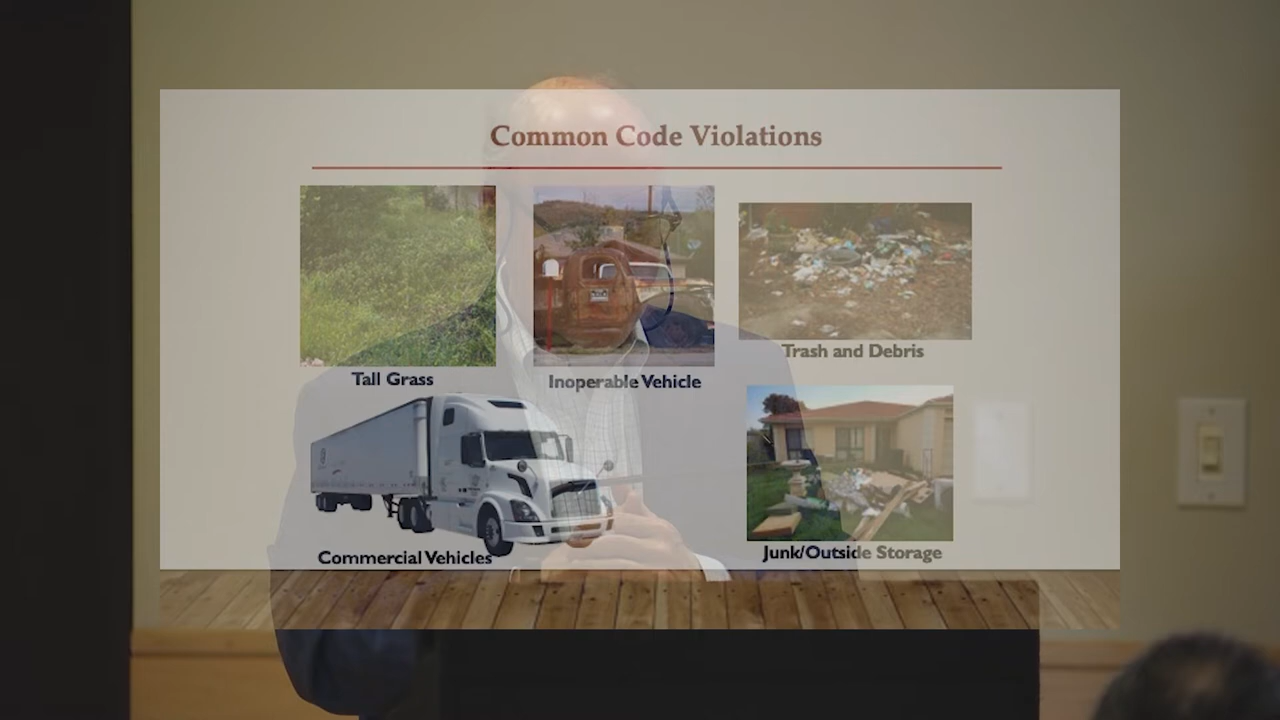 Common Code Violations
Tall Grass
Inoperable Vehicle
Trash and Debris
Commercial Vehicles
Junk/Outside Storage